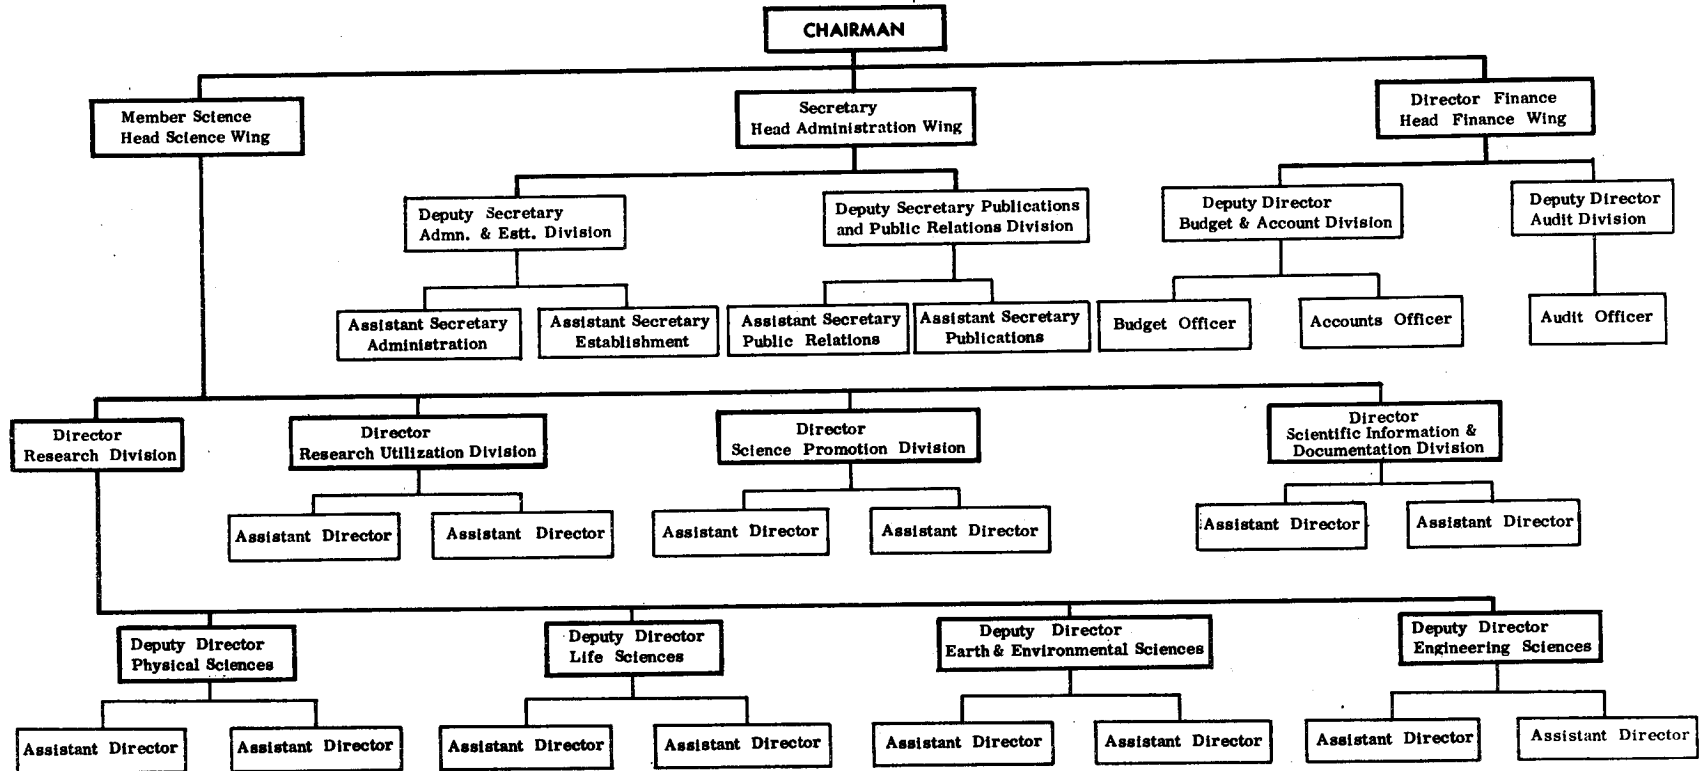 CHAIRMAN
Member Science
Head Science Wing
Secretary
Head Administration Wing
Director Finance
Head Finance Wing
Deputy Secretary
Admn. & Estt. Division
Deputy Secretary Publications
and Public Relations Division
Deputy Director
Budget & Account Division
Deputy Director
Audit Division
Assistant Secretary
Administration
Assistant Secretary
Establishment
Assistant Secretary
Public Relations
Assistant Secretary
Publications
Budget Officer
Accounts Officer
Audit Officer
Director
Research Division
Director
Research Utilization Division
Director
Science Promotion Division
Director
Scientific Information &
Documentation Division
Assistant Director
Assistant Director
Assistant Director
Assistant Director
Assistant Director
Assistant Director
Deputy Director
Physical Sciences
Deputy Director
Life Sciences
Deputy Director
Earth & Environmental Sciences
Deputy Director
Engineering Sciences
Assistant Director
Assistant Director
Assistant Director
Assistant Director
Assistant Director
Assistant Director
Assistant Director
Assistant Director